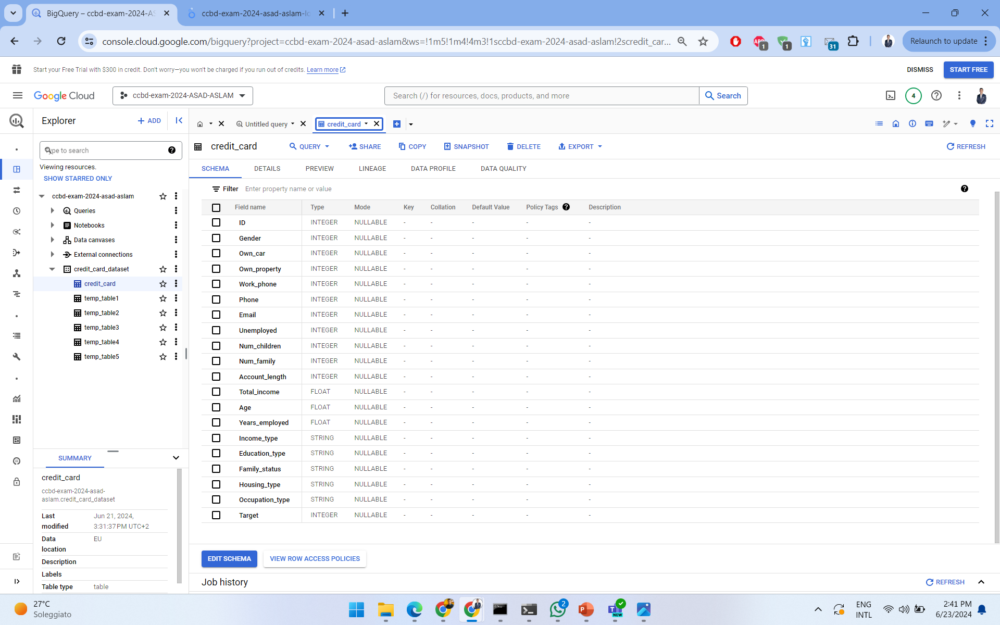 BigQuery – ccbd-exam-2024-AS
ccbd-exam-2024-asad-aslam-lo
console.cloud.google.com/bigquery?project=ccbd-exam-2024-asad-aslam&ws=!1m5!1m4!4m3!1sccbd-exam-2024-asad-aslam!2scredit_car...
ABP 1
1
31
Relaunch to update
Start your Free Trial with $300 in credit. Don't worry—you won't be charged if you run out of credits. Learn more
DISMISS
START FREE
Google Cloud
ccbd-exam-2024-ASAD-ASLAM
Search (/) for resources, docs, products, and more
Search
4
Explorer
+ ADD
Untitled query
credit_card
Type to search
Viewing resources.
SHOW STARRED ONLY
ccbd-exam-2024-asad-aslam
Queries
Notebooks
Data canvases
External connections
credit_card_dataset
credit_card
temp_table1
temp_table2
temp_table3
temp_table4
temp_table5
SUMMARY
credit_card
ccbd-exam-2024-asad-
aslam.credit_card_dataset
Last modified Jun 21, 2024, 3:31:37 PM UTC+2
Data location EU
Description
Labels
Table type table
credit_card
QUERY
SHARE
COPY
SNAPSHOT
DELETE
EXPORT
REFRESH
SCHEMA
DETAILS
PREVIEW
LINEAGE
DATA PROFILE
DATA QUALITY
Filter Enter property name or value
Field name Type Mode Key Collation Default Value Policy Tags Description
ID INTEGER NULLABLE - - - - -
Gender INTEGER NULLABLE - - - - -
Own_car INTEGER NULLABLE - - - - -
Own_property INTEGER NULLABLE - - - - -
Work_phone INTEGER NULLABLE - - - - -
Phone INTEGER NULLABLE - - - - -
Email INTEGER NULLABLE - - - - -
Unemployed INTEGER NULLABLE - - - - -
Num_children INTEGER NULLABLE - - - - -
Num_family INTEGER NULLABLE - - - - -
Account_length INTEGER NULLABLE - - - - -
Total_income FLOAT NULLABLE - - - - -
Age FLOAT NULLABLE - - - - -
Years_employed FLOAT NULLABLE - - - - -
Income_type STRING NULLABLE - - - - -
Education_type STRING NULLABLE - - - - -
Family_status STRING NULLABLE - - - - -
Housing_type STRING NULLABLE - - - - -
Occupation_type STRING NULLABLE - - - - -
Target INTEGER NULLABLE - - - - -
EDIT SCHEMA
VIEW ROW ACCESS POLICIES
Job history
REFRESH
27°C
Soleggiato
2
NEW
ENG
INTL
2:41 PM
6/23/2024